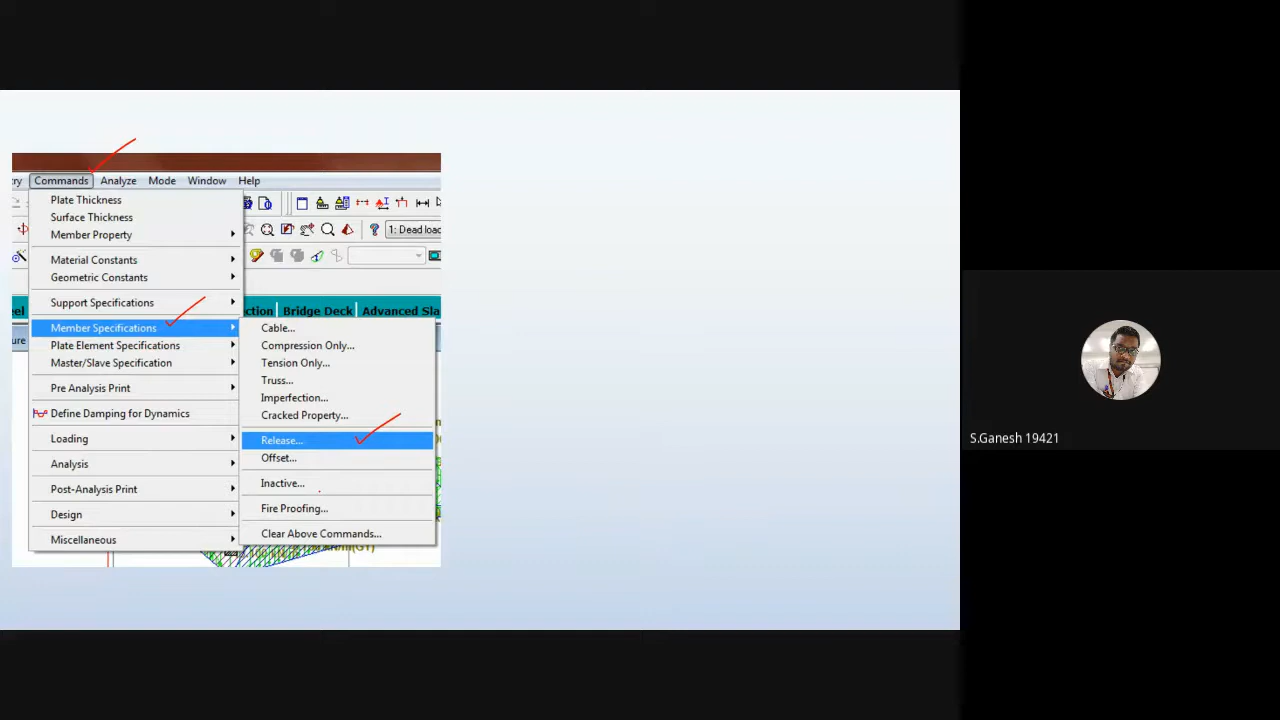 ry Commands Analyze Mode Window Help
Plate Thickness
Surface Thickness
Member Property
1: Dead loac
Material Constants
Geometric Constants
Support Specifications
eel ction Bridge Deck Advanced Sla
Member Specifications
ure
Plate Element Specifications
Master/Slave Specification
Pre Analysis Print
Define Damping for Dynamics
Loading
Analysis
Post-Analysis Print
Design
Miscellaneous
Cable...
Compression Only...
Tension Only...
Truss...
Imperfection...
Cracked Property...
Release...
Offset...
Inactive...
Fire Proofing...
Clear Above Commands...
S.Ganesh 19421